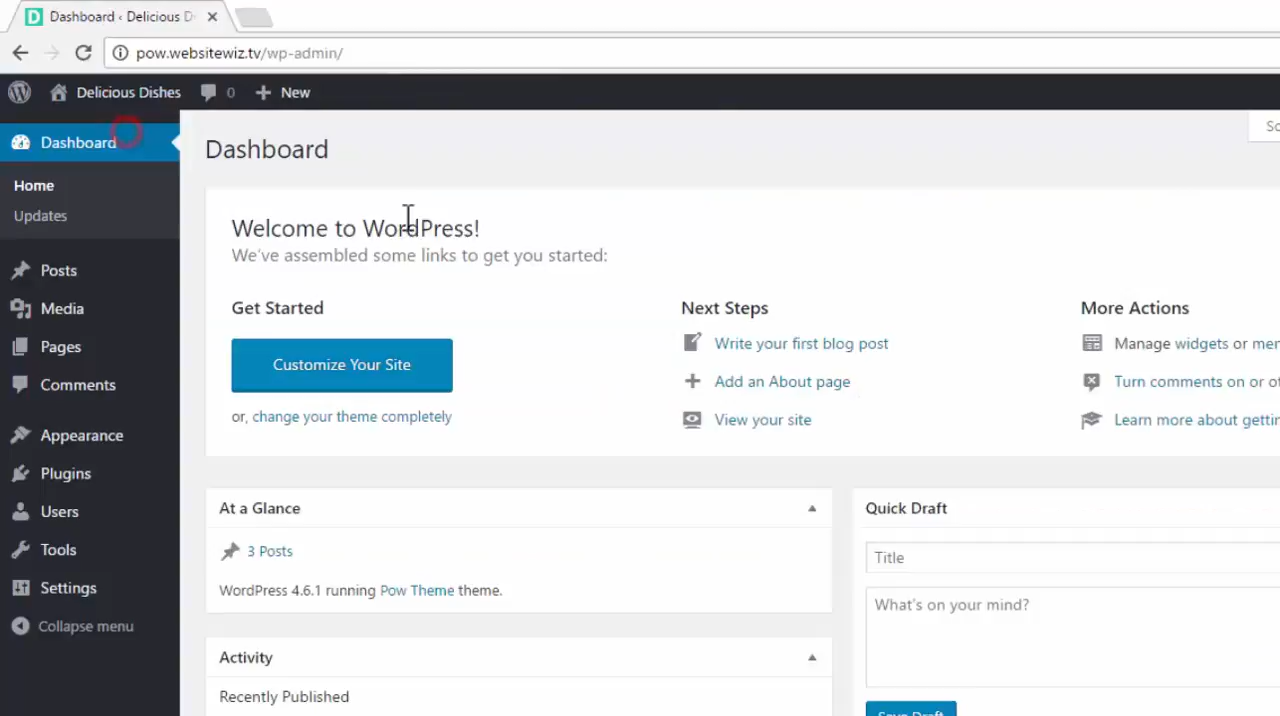 Dashboard ‹ Delicious D
pow.websitewiz.tv/wp-admin/
Delicious Dishes 0 New
Dashboard
Home
Updates
Posts
Media
Pages
Comments
Appearance
Plugins
Users
Tools
Settings
Collapse menu
Dashboard
Welcome to WordPress!
We've assembled some links to get you started:
Get Started
Customize Your Site
or, change your theme completely
Next Steps
Write your first blog post
Add an About page
View your site
More Actions
Manage widgets or
Turn comments on or
Learn more about
At a Glance
3 Posts
WordPress 4.6.1 running Pow Theme theme.
Activity
Recently Published
Quick Draft
Title
What's on your mind?
Save Draft